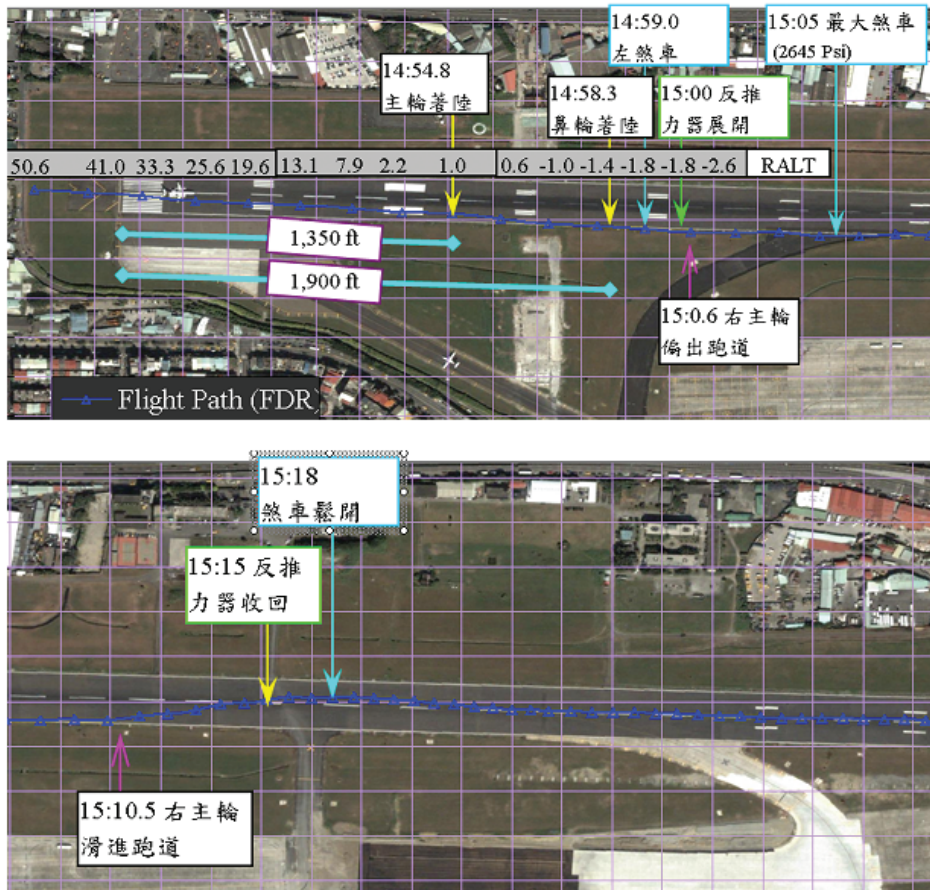 14:59.0
左煞車
15:05 最大煞車
(2645 Psi)
14:54.8
主輪著陸
14:58.3
鼻輪著陸
15:00 反推
力器展開
50.6 41.0 33.3 25.6 19.6 13.1 7.9 2.2 1.0 0.6 -1.0 -1.4 -1.8 -1.8 -2.6 RALT
1,350 ft
1,900 ft
15:0.6 右主輪
偏出跑道
Flight Path (FDR)
15:18
煞車鬆開
15:15 反推
力器收回
15:10.5 右主輪
滑進跑道